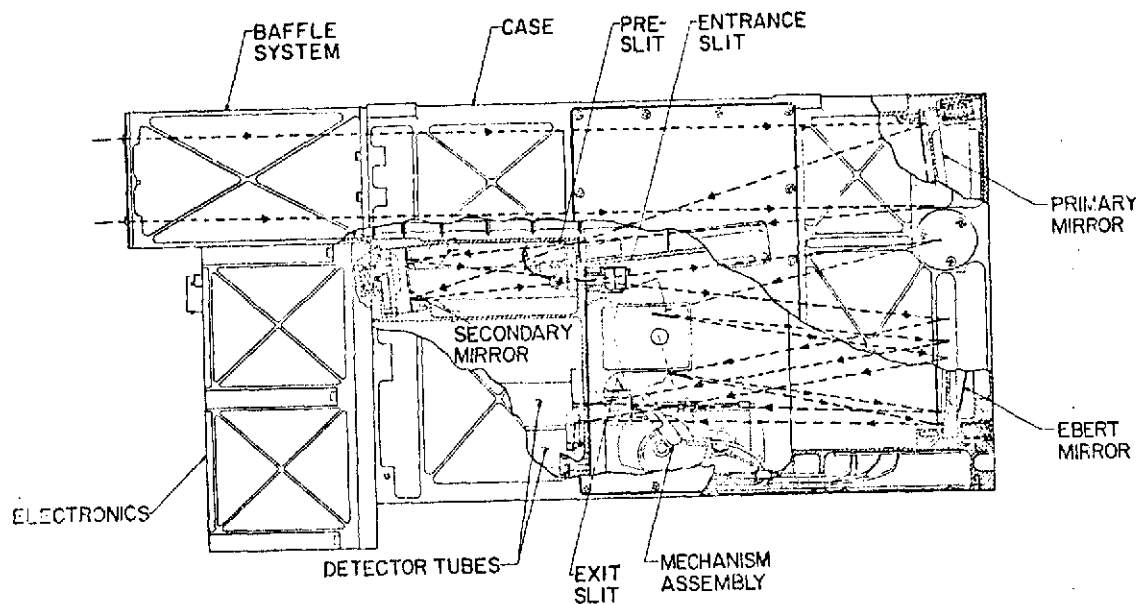 BAFFLE
SYSTEM
CASE
PRE-
SLIT
ENTRANCE
SLIT
PRIMARY
MIRROR
SECONDARY
MIRROR
EBERT
MIRROR
ELECTRONICS
DETECTOR TUBES
EXIT
SLIT
MECHANISM
ASSEMBLY